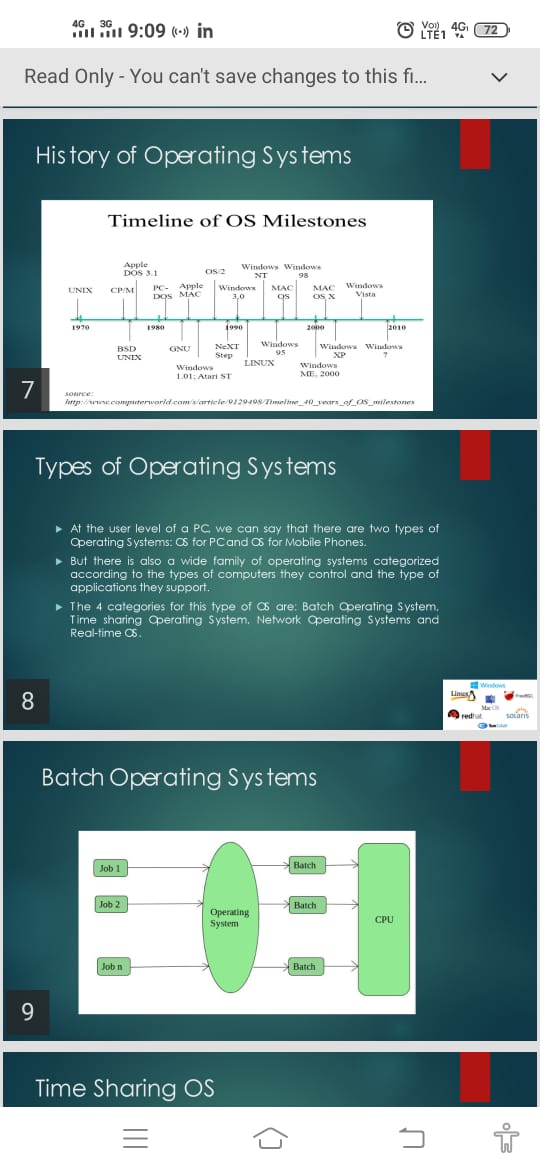 4G 3G 9:09 in Vo) LTE1 4G 72
Read Only - You can't save changes to this fi...
History of Operating Systems
Timeline of OS Milestones
Apple DOS 3.1
OS/2
Windows NT
Windows 98
UNIX
CP/M
PC-DOS
Apple MAC
Windows 3.0
MAC OS
MAC OS X
Windows Vista
1970 1980 1990 2000 2010
BSD UNIX
GNU
NeXT Step
Windows 95
Windows XP
Windows 7
LINUX
Windows 1.01; Atari ST
Windows ME, 2000
source:
http://www.computerworld.com/s/article/9129498/Timeline_40_years_of_OS_milestones
7
Types of Operating Systems
At the user level of a PC, we can say that there are two types of
Operating Systems: OS for PC and OS for Mobile Phones.
But there is also a wide family of operating systems categorized
according to the types of computers they control and the type of
applications they support.
The 4 categories for this type of OS are: Batch Operating System,
Time sharing Operating System, Network Operating Systems and
Real-time OS.
Windows
Linux
FreeBSD
Mac OS
redhat
solaris
8
Batch Operating Systems
Job 1
Batch
Job 2
Batch
Operating
System
CPU
Job n
Batch
9
Time Sharing OS